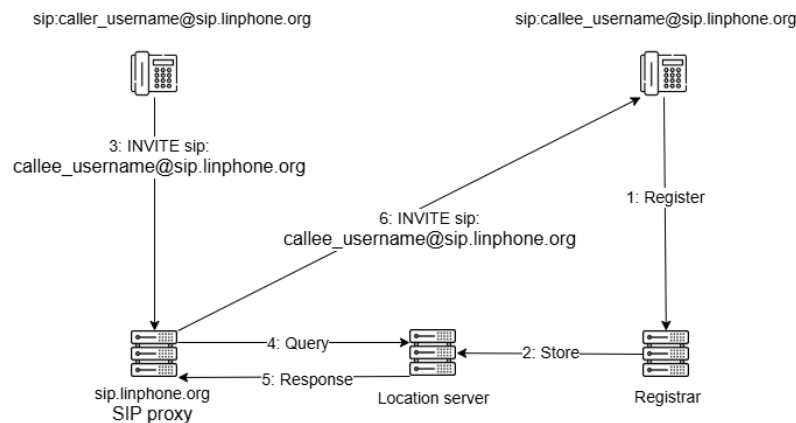 sip:caller_username@sip.linphone.org
sip:callee_username@sip.linphone.org
3: INVITE sip:
callee_username@sip.linphone.org
1: Register
6: INVITE sip:
callee_username@sip.linphone.org
4: Query
2: Store
5: Response
sip.linphone.org
SIP proxy
Location server
Registrar